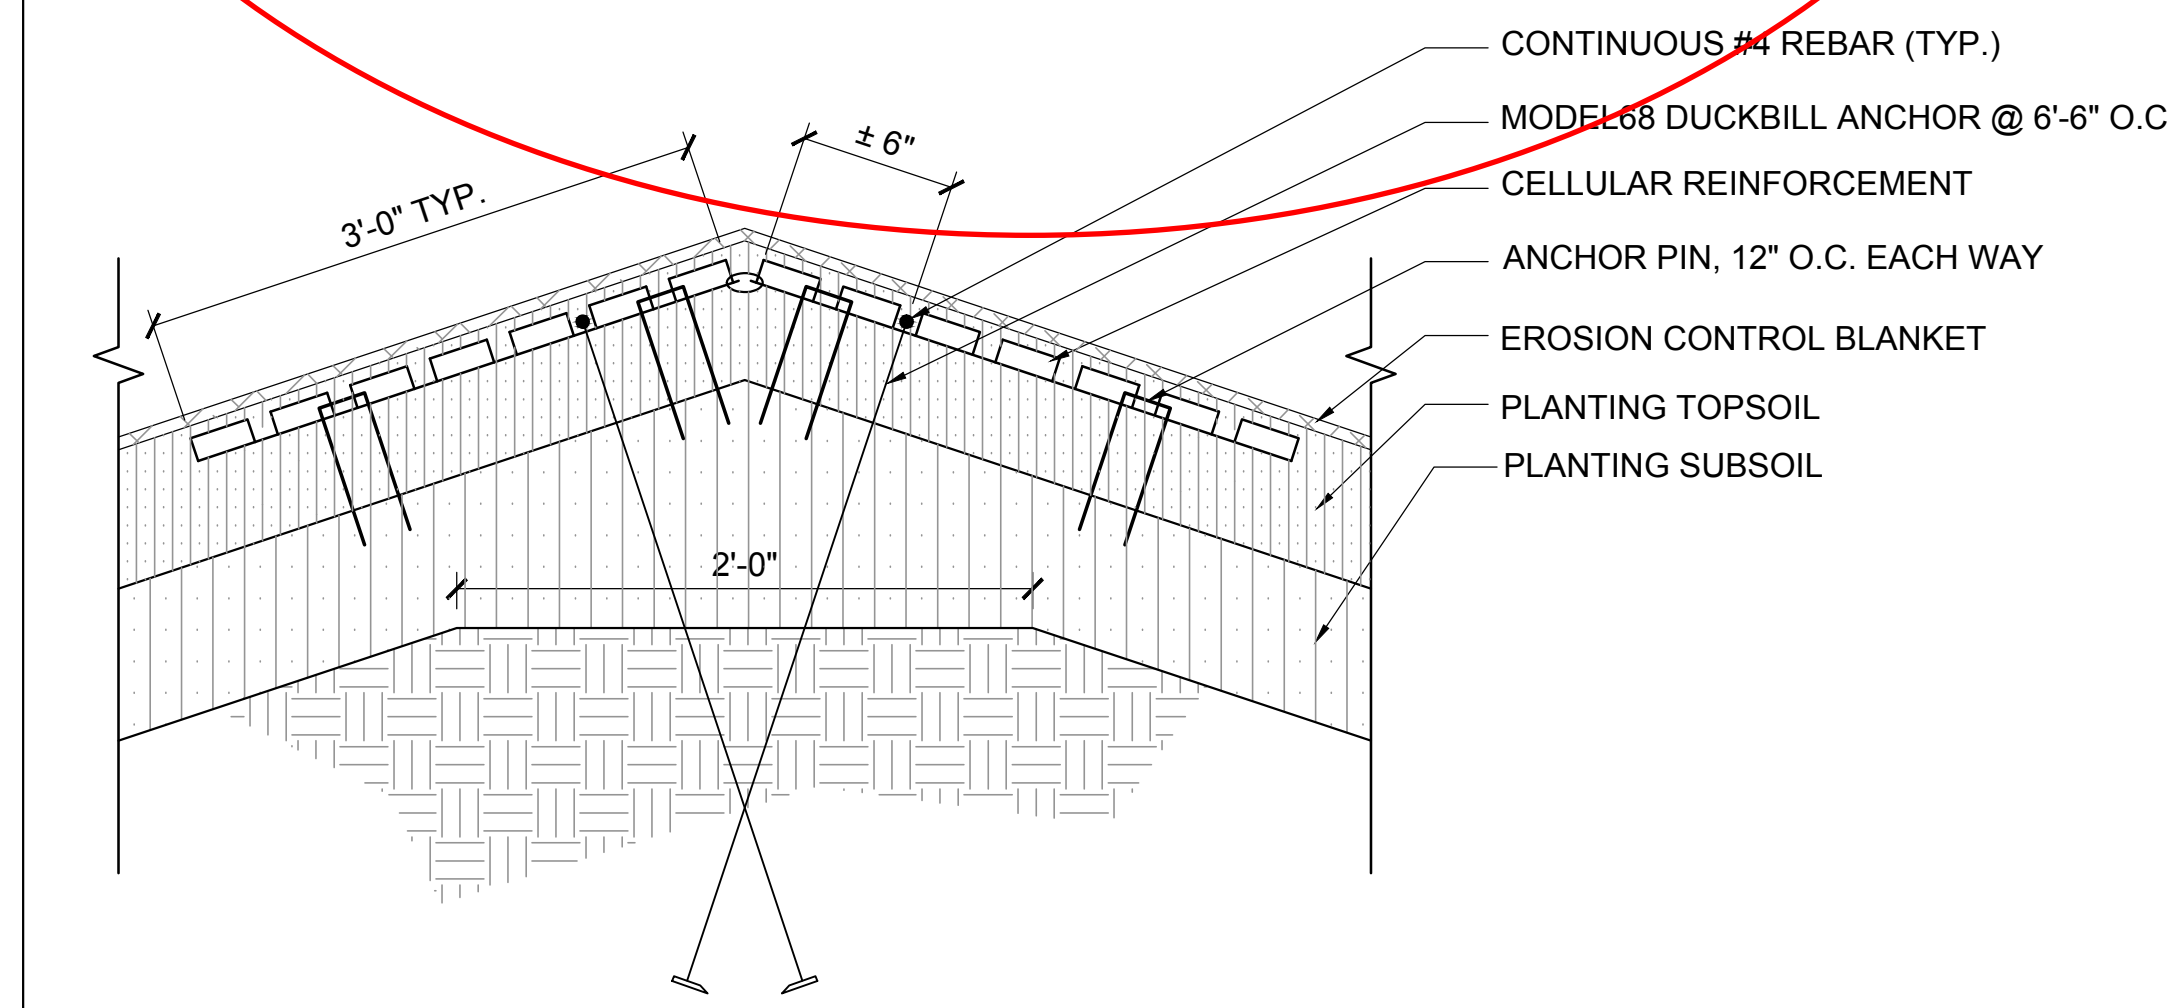 CONTINUOUS #4 REBAR (TYP.)
MODEL68 DUCKBILL ANCHOR @ 6'-6" O.C
± 6"
CELLULAR REINFORCEMENT
3'-0" TYP.
ANCHOR PIN, 12" O.C. EACH WAY
EROSION CONTROL BLANKET
PLANTING TOPSOIL
PLANTING SUBSOIL
2'-0"